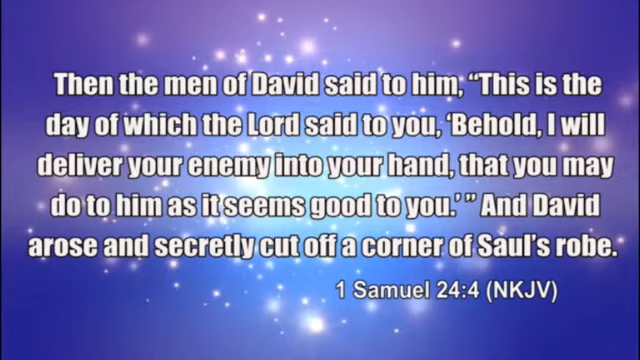 Then the men of David said to him, “This is the
day of which the Lord said to you, ‘Behold, I will
deliver your enemy into your hand, that you may
do to him as it seems good to you.’ ” And David
arose and secretly cut off a corner of Saul’s robe.
1 Samuel 24:4 (NKJV)